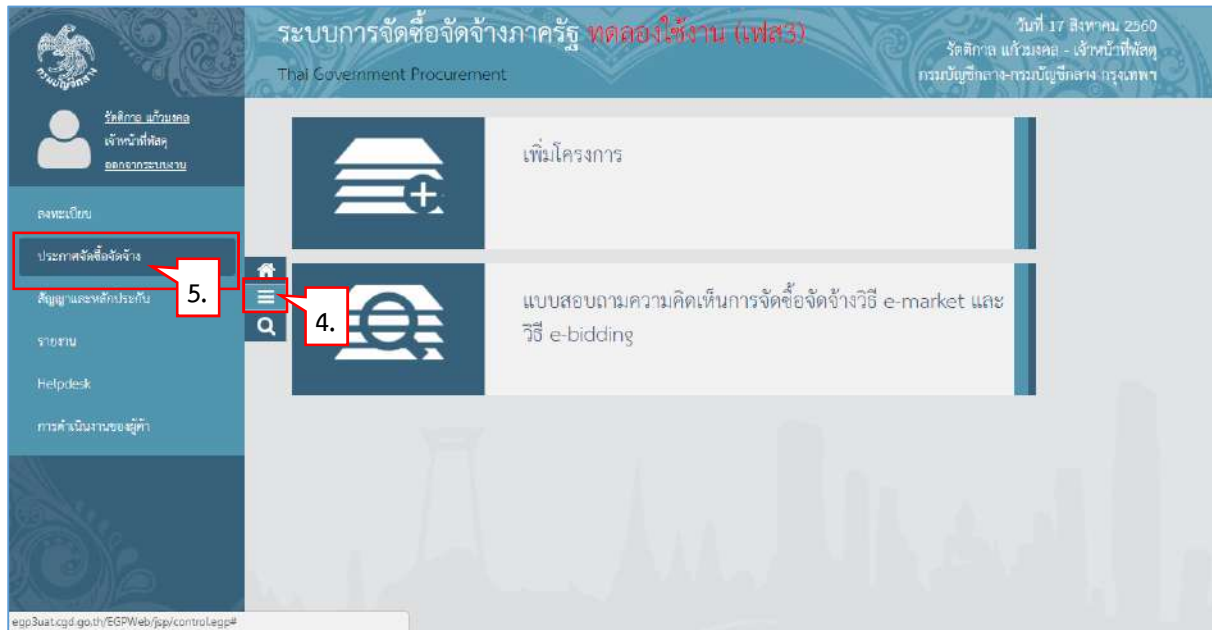 ระบบการจัดซื้อจัดจ้างภาครัฐ ทดลองใช้งาน (เฟส3)
Thai Government Procurement
วันที่ 17 สิงหาคม 2560
รัตติกาล แก้วมงคล - เจ้าหน้าที่พัสดุ
กรมบัญชีกลาง-กรมบัญชีกลาง กรุงเทพฯ
กรมบัญชีกลาง
รัตติกาล แก้วมงคล
เจ้าหน้าที่พัสดุ
ออกจากระบบงาน
ลงทะเบียน
ประกาศจัดซื้อจัดจ้าง
5.
สัญญาและหลักประกัน
4.
รายงาน
Helpdesk
การดำเนินงานของผู้ค้า
เพิ่มโครงการ
แบบสอบถามความคิดเห็นการจัดซื้อจัดจ้างวิธี e-market และ
วิธี e-bidding
egp3uat.cgd.go.th/EGPWeb/jsp/control.egp#